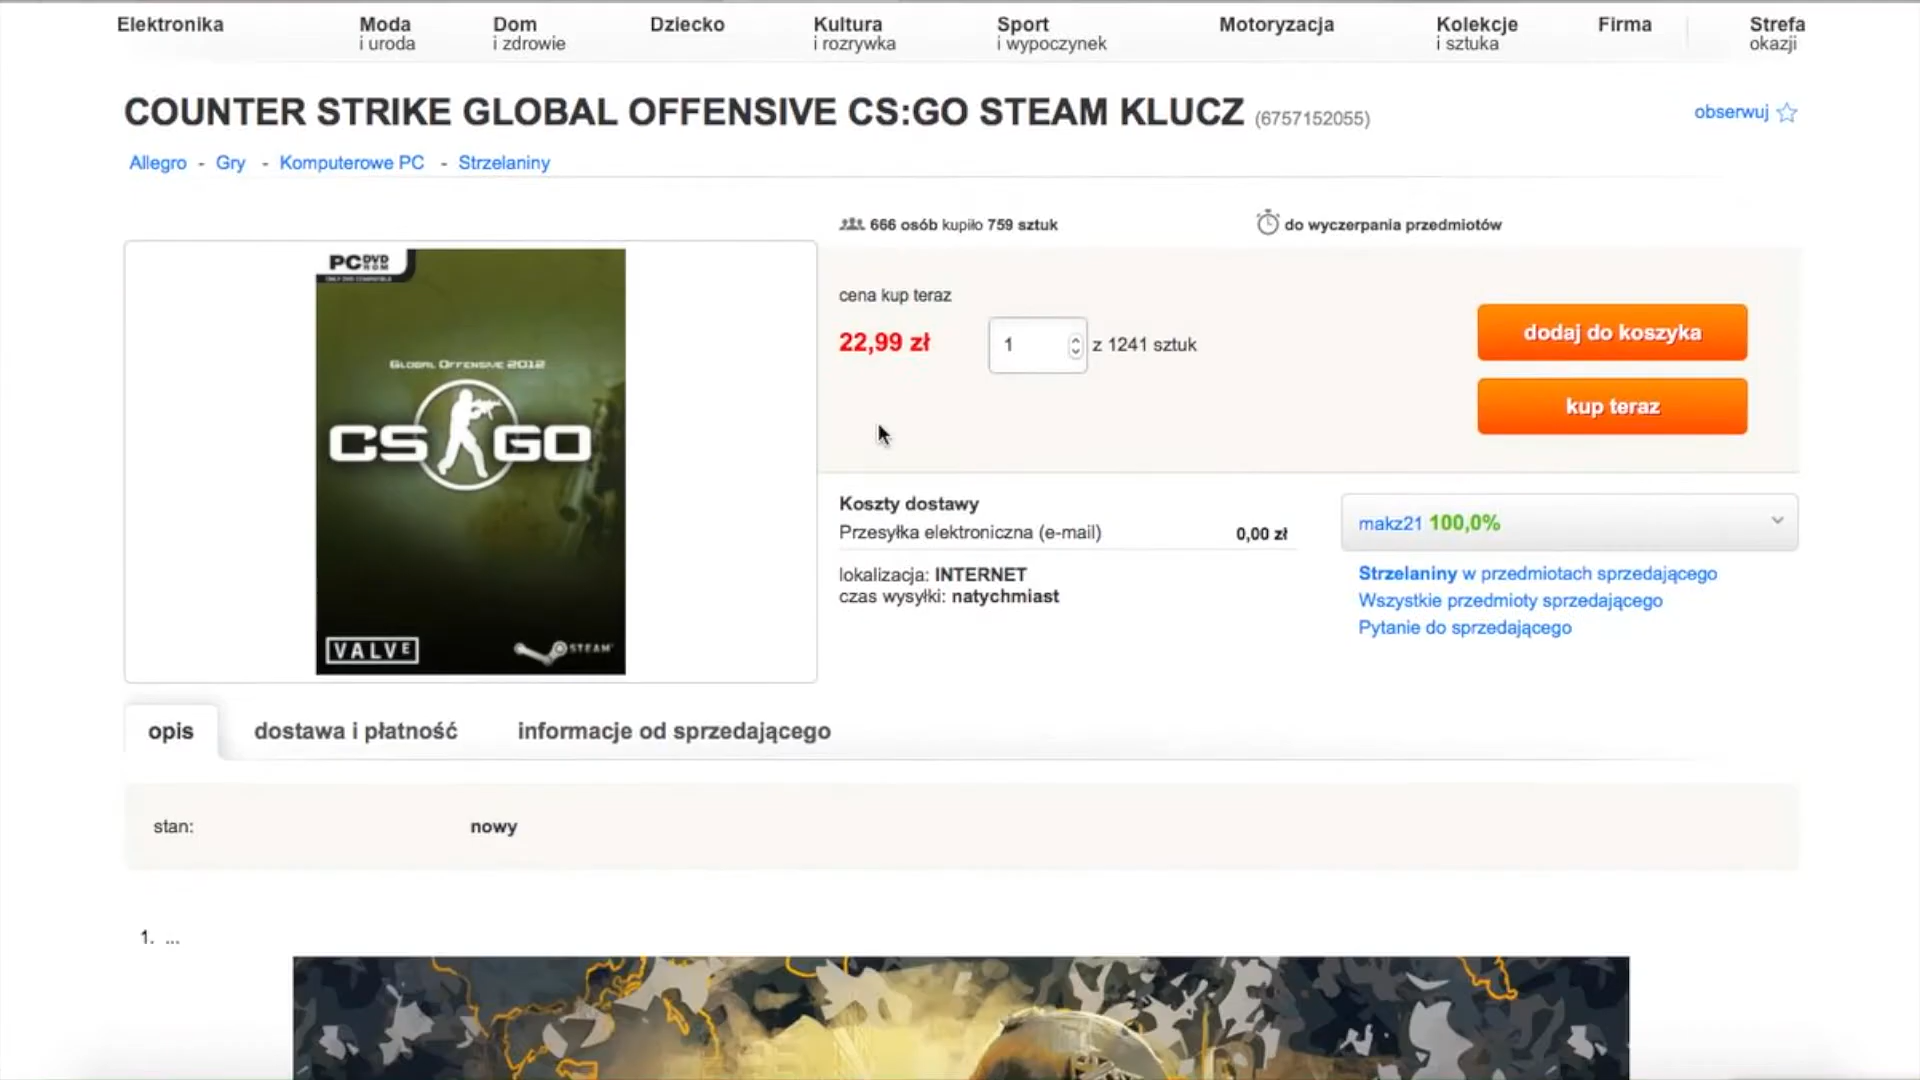 Elektronika
Moda
i uroda
Dom
i zdrowie
Dziecko
Kultura
i rozrywka
Sport
i wypoczynek
Motoryzacja
Kolekcje
i sztuka
Firma
Strefa
okazji
COUNTER STRIKE GLOBAL OFFENSIVE CS:GO STEAM KLUCZ (6757152055)
obserwuj
Allegro - Gry - Komputerowe PC - Strzelaniny
666 osób kupiło 759 sztuk
do wyczerpania przedmiotów
PC DVD ROM
GLOBAL OFFENSIVE 2012
CS GO
VALVE
STEAM
cena kup teraz
22,99 zł
1
z 1241 sztuk
dodaj do koszyka
kup teraz
Koszty dostawy
Przesyłka elektroniczna (e-mail) 0,00 zł
lokalizacja: INTERNET
czas wysyłki: natychmiast
makz21 100,0%
Strzelaniny w przedmiotach sprzedającego
Wszystkie przedmioty sprzedającego
Pytanie do sprzedającego
opis
dostawa i płatność
informacje od sprzedającego
stan: nowy
1. ...